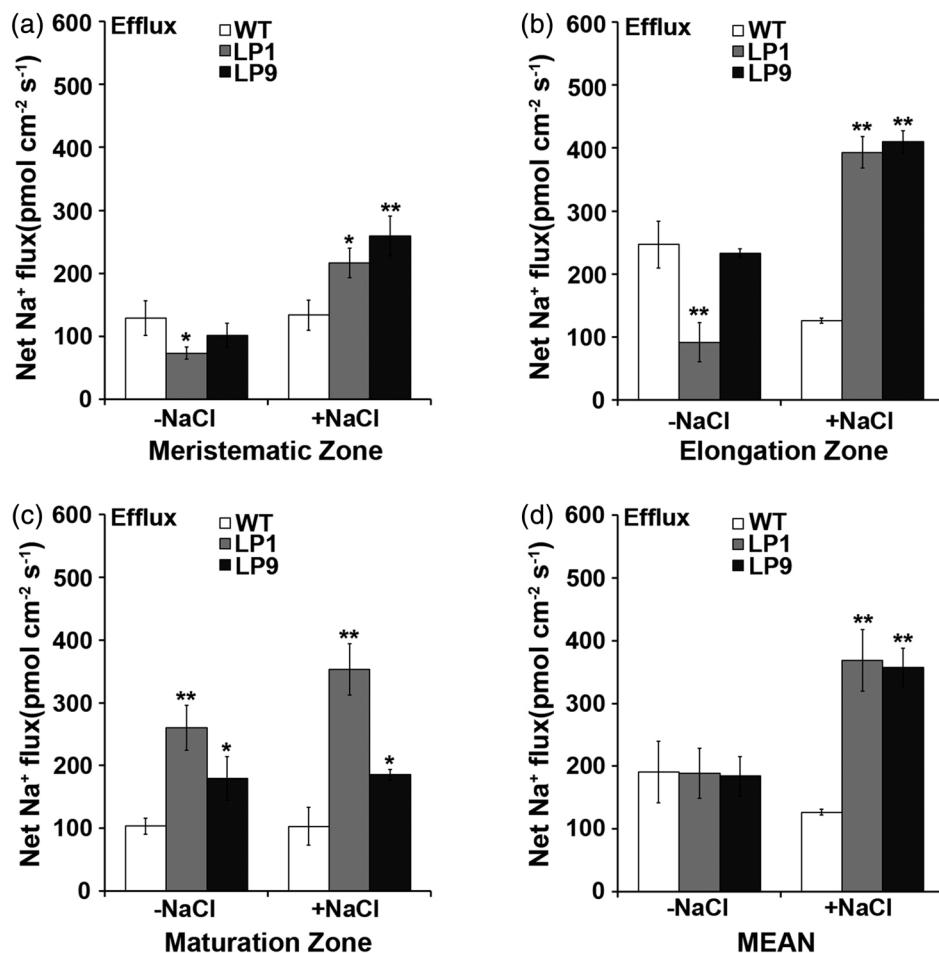 (a)
Efflux
WT
LP1
LP9
Net Na⁺ flux(pmol cm⁻² s⁻¹)
600
500
400
300
200
100
0
*
*
**
-NaCl +NaCl
Meristematic Zone
(b)
Efflux
WT
LP1
LP9
Net Na⁺ flux(pmol cm⁻² s⁻¹)
600
500
400
300
200
100
0
**
** **
-NaCl +NaCl
Elongation Zone
(c)
Efflux
WT
LP1
LP9
Net Na⁺ flux(pmol cm⁻² s⁻¹)
600
500
400
300
200
100
0
**
*
**
*
-NaCl +NaCl
Maturation Zone
(d)
Efflux
WT
LP1
LP9
Net Na⁺ flux(pmol cm⁻² s⁻¹)
600
500
400
300
200
100
0
**
**
-NaCl +NaCl
MEAN